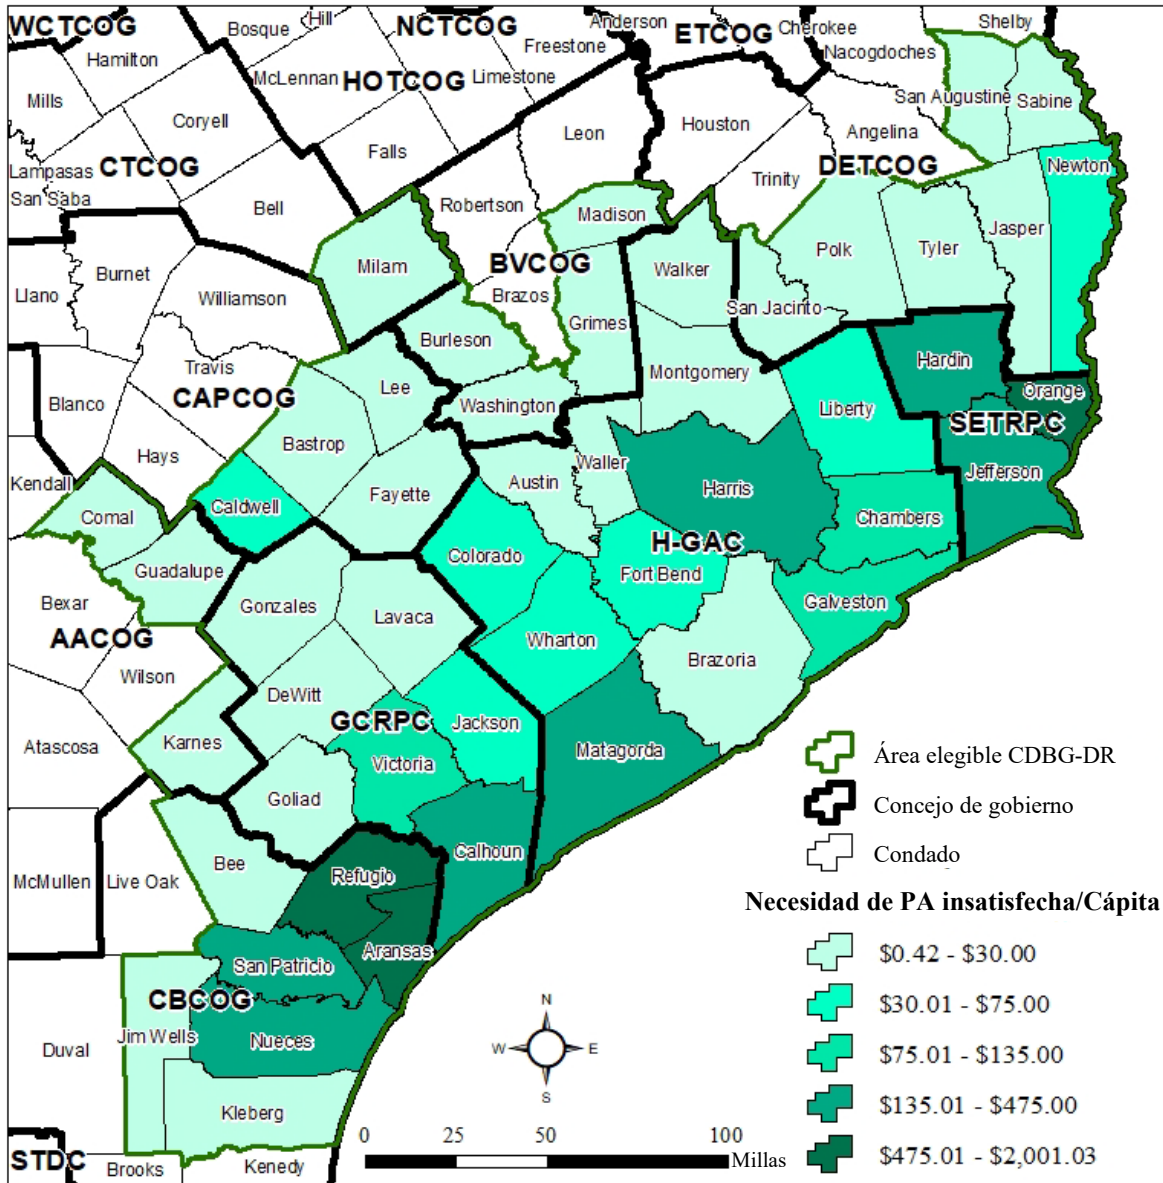 WCTCOG
Bosque
Hill
NCTCOG
Anderson
ETCOG
Cherokee
Shelby
Hamilton
Freestone
Nacogdoches
McLennan
HOTCOG
Limestone
San Augustine
Sabine
Mills
Coryell
Leon
Houston
Angelina
Falls
Lampasas
CTCOG
Trinity
DETCOG
Newton
San Saba
Bell
Robertson
Madison
Jasper
Milam
Polk
Tyler
Burnet
BVCOG
Walker
Llano
Williamson
Brazos
San Jacinto
Grimes
Burleson
Hardin
Travis
Montgomery
Lee
Orange
Blanco
CAPCOG
Washington
Liberty
SETRPC
Bastrop
Hays
Waller
Jefferson
Kendall
Austin
Harris
Fayette
Caldwell
Comal
Chambers
H-GAC
Colorado
Guadalupe
Fort Bend
Bexar
Gonzales
Galveston
Lavaca
AACOG
Wharton
Brazoria
Wilson
DeWitt
GCRPC
Jackson
Karnes
Atascosa
Victoria
Matagorda
Goliad
Calhoun
Bee
Refugio
McMullen
Live Oak
Aransas
San Patricio
CBCOG
Jim Wells
Nueces
Duval
Kleberg
STDC
Brooks
Kenedy
Área elegible CDBG-DR
Concejo de gobierno
Condado
Necesidad de PA insatisfecha/Cápita
$0.42 - $30.00
$30.01 - $75.00
$75.01 - $135.00
$135.01 - $475.00
$475.01 - $2,001.03
N
W
E
S
0 25 50 100
Millas